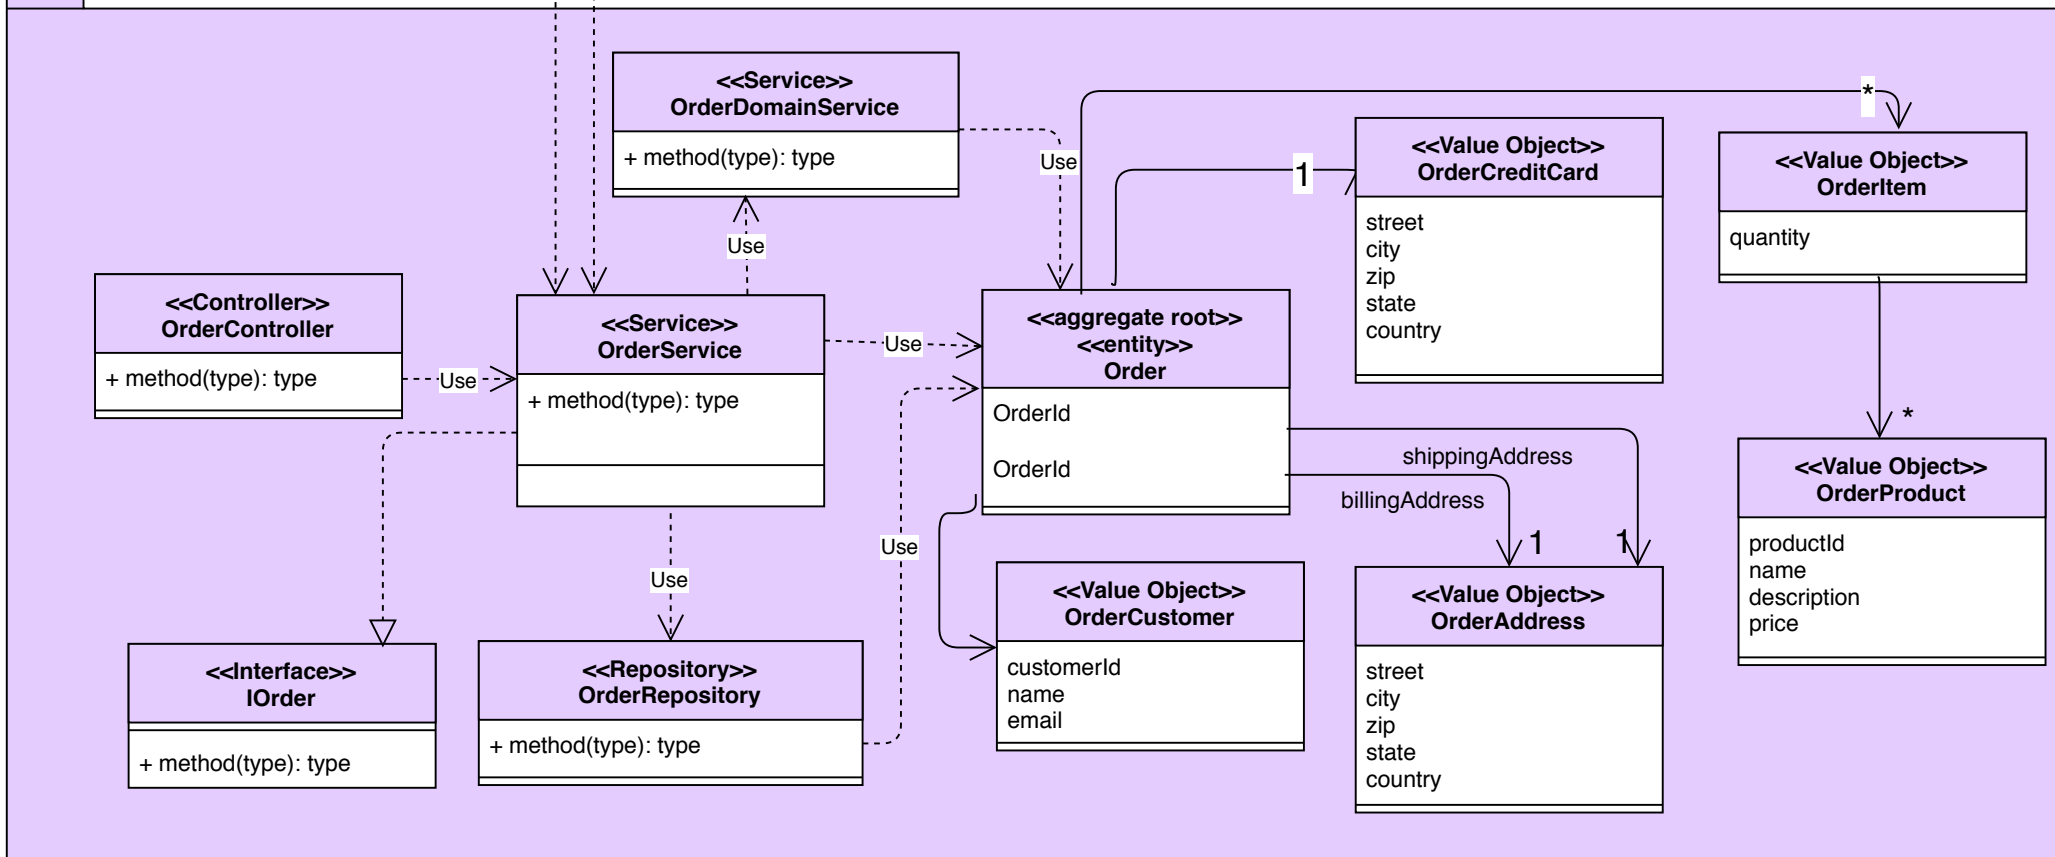 <<Service>>
OrderDomainService
+ method(type): type
Use
Use
<<Controller>>
OrderController
+ method(type): type
Use
<<Service>>
OrderService
+ method(type): type
Use
Use
<<Interface>>
IOrder
+ method(type): type
<<Repository>>
OrderRepository
+ method(type): type
Use
<<aggregate root>>
<<entity>>
Order
OrderId
OrderId
*
1
<<Value Object>>
OrderCreditCard
street
city
zip
state
country
<<Value Object>>
OrderItem
quantity
*
<<Value Object>>
OrderProduct
productId
name
description
price
shippingAddress
billingAddress
1
1
<<Value Object>>
OrderCustomer
customerId
name
email
<<Value Object>>
OrderAddress
street
city
zip
state
country